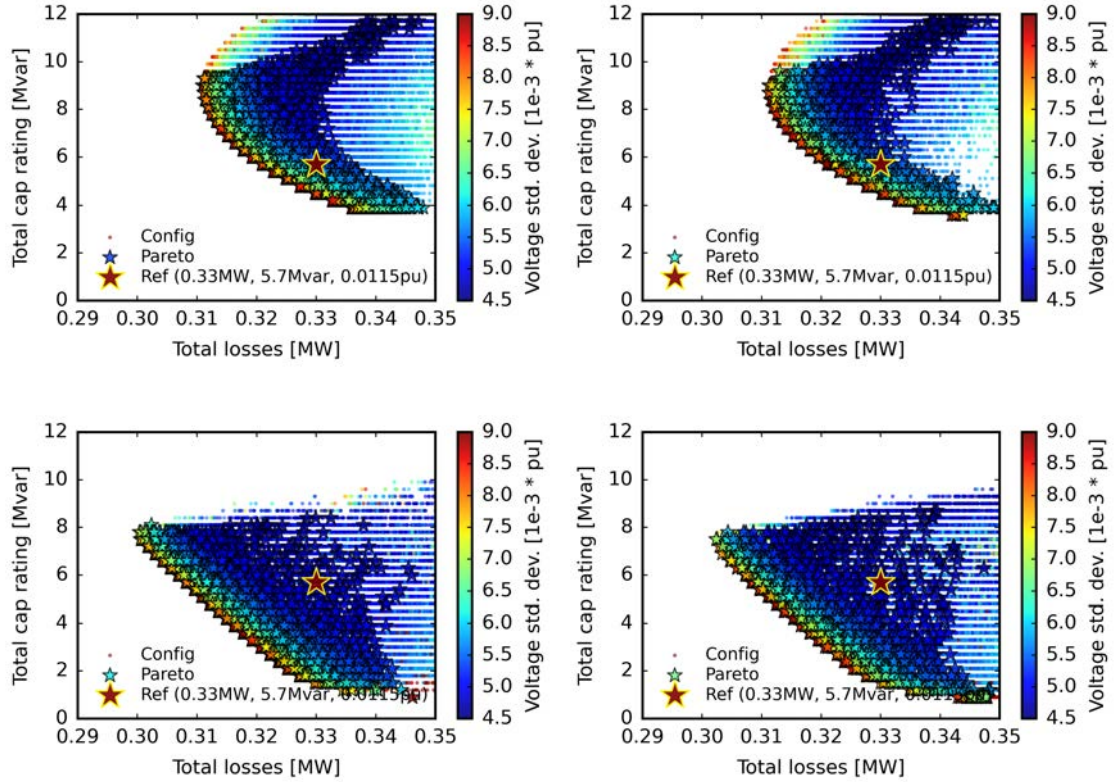 12
10
8
6
4
2
0
Total cap rating [Mvar]
Config
Pareto
Ref (0.33MW, 5.7Mvar, 0.0115pu)
0.29 0.30 0.31 0.32 0.33 0.34 0.35
Total losses [MW]
9.0
8.5
8.0
7.5
7.0
6.5
6.0
5.5
5.0
4.5
Voltage std. dev. [1e-3 * pu]
12
10
8
6
4
2
0
Total cap rating [Mvar]
Config
Pareto
Ref (0.33MW, 5.7Mvar, 0.0115pu)
0.29 0.30 0.31 0.32 0.33 0.34 0.35
Total losses [MW]
9.0
8.5
8.0
7.5
7.0
6.5
6.0
5.5
5.0
4.5
Voltage std. dev. [1e-3 * pu]
12
10
8
6
4
2
0
Total cap rating [Mvar]
Config
Pareto
Ref (0.33MW, 5.7Mvar, 0.0115pu)
0.29 0.30 0.31 0.32 0.33 0.34 0.35
Total losses [MW]
9.0
8.5
8.0
7.5
7.0
6.5
6.0
5.5
5.0
4.5
Voltage std. dev. [1e-3 * pu]
12
10
8
6
4
2
0
Total cap rating [Mvar]
Config
Pareto
Ref (0.33MW, 5.7Mvar,
0.29 0.30 0.31 0.32 0.33 0.34 0.35
Total losses [MW]
9.0
8.5
8.0
7.5
7.0
6.5
6.0
5.5
5.0
4.5
Voltage std. dev. [1e-3 * pu]